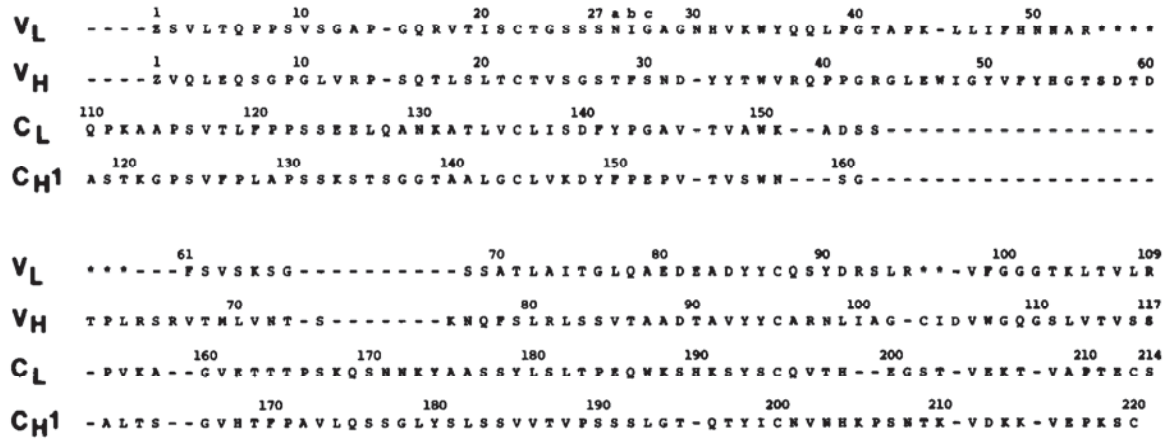 1 10 20 27 a b c 30 40 50
VL ----ZSVLTQPPSVSGAP-GQRVTISCTGSSSNIGAGNHVKWYQQLPGTAPK-LLIFHNNAR****
1 10 20 30 40 50 60
VH ----ZVQLEQSGPGLVRP-SQTLSLTCTVSGSTFSND-YYTWVRQPPGRGLEWIGYVFYHGTSDTD
110 120 130 140 150
CL QPKAAPSVTLFPPSSEELQANKATLVCLISDFYPGAV-TVAWK--ADSS----------------
120 130 140 150 160
CH1 ASTKGPSVFPLAPSSKSTSGGTAALGCLVKDYFPEPV-TVSWN---SG-----------------
61 70 80 90 100 109
VL ***---FSVSKSG----------SSATLAITGLQAEDEADYYCQSYDRSLR**-VFGGGTKLTVLR
70 80 90 100 110 117
VH TPLRSRVTMLVNT-S--------KNQFSLRLSSVTAADTAVYYCARNLIAG-CIDVWGQGSLVTVSS
160 170 180 190 200 210 214
CL -PVKA--GVETTTPSKQSNNKYAASSYLSLTPEQWKSHKSYSCQVTH--EGST-VEKT-VAPTECS
170 180 190 200 210 220
CH1 -ALTS--GVHTFPAVLQSSGLYSLSSVVTVPSSSLGT-QTYICNVNHKPSNTK-VDKK-VEPKSC